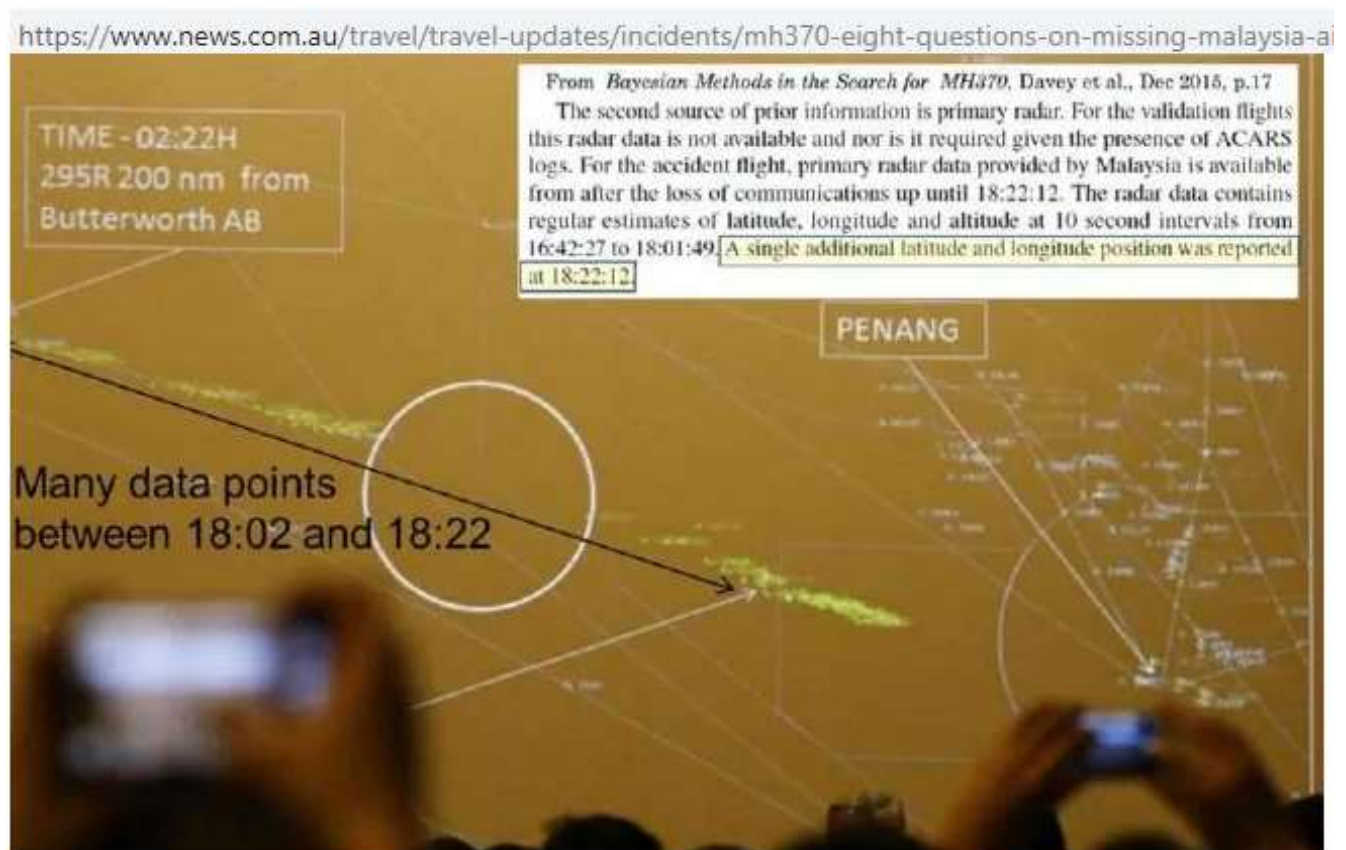 https://www.news.com.au/travel/travel-updates/incidents/mh370-eight-questions-on-missing-malaysia-ai
From Bayesian Methods in the Search for MH370, Davey et al., Dec 2015, p.17
The second source of prior information is primary radar. For the validation flights
this radar data is not available and nor is it required given the presence of ACARS
logs. For the accident flight, primary radar data provided by Malaysia is available
from after the loss of communications up until 18:22:12. The radar data contains
regular estimates of latitude, longitude and altitude at 10 second intervals from
16:42:27 to 18:01:49. A single additional latitude and longitude position was reported
at 18:22:12.
TIME - 02:22H
295R 200 nm from
Butterworth AB
PENANG
Many data points
between 18:02 and 18:22